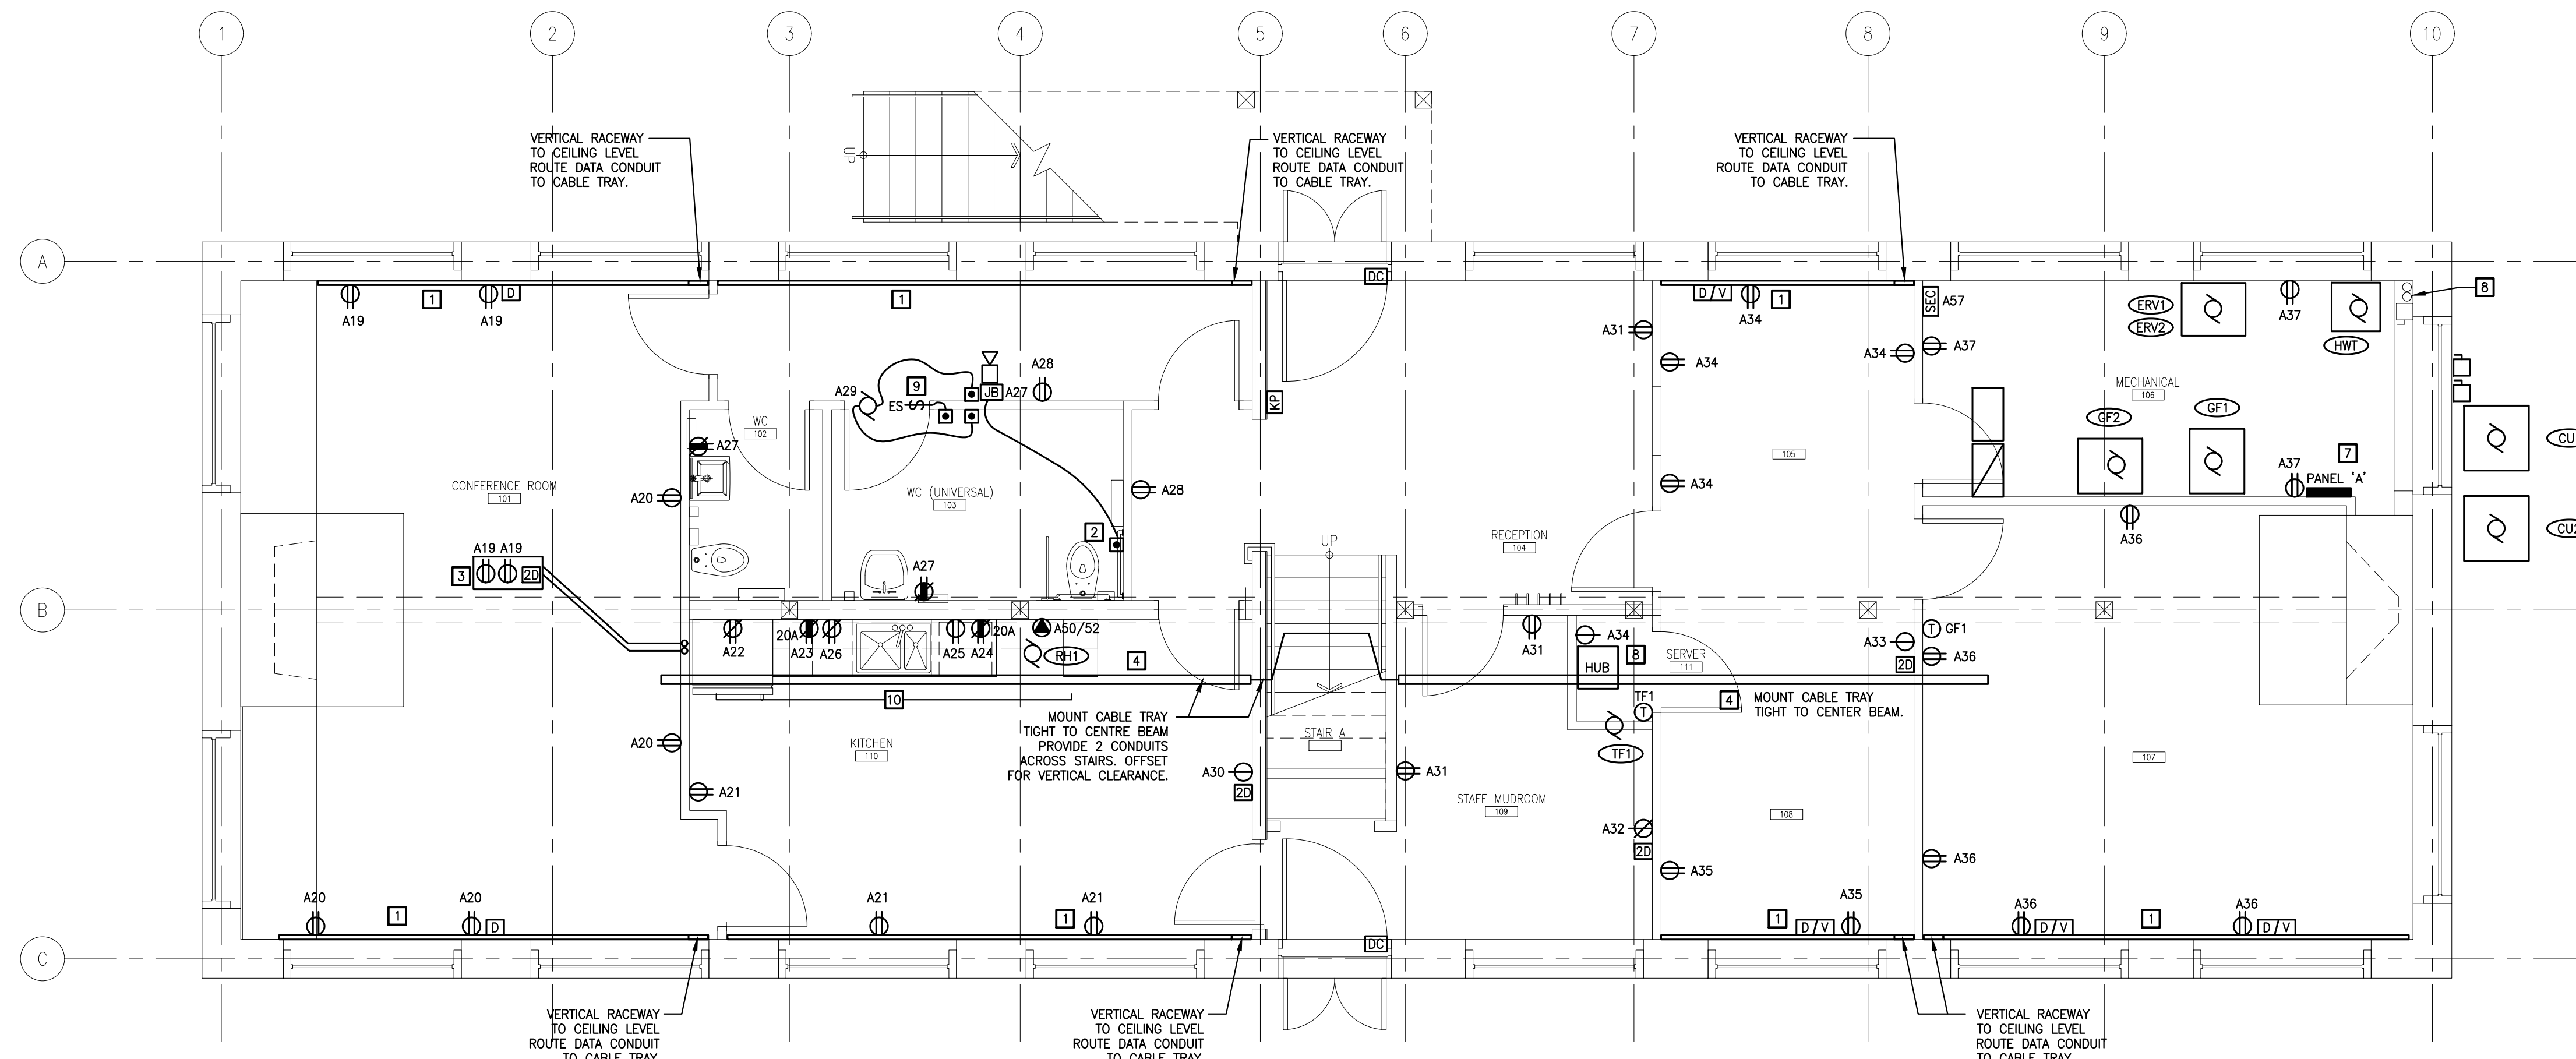 1 2 3 4 5 6 7 8 9 10
A
B
C
VERTICAL RACEWAY
TO CEILING LEVEL
ROUTE DATA CONDUIT
TO CABLE TRAY.
UP
VERTICAL RACEWAY
TO CEILING LEVEL
ROUTE DATA CONDUIT
TO CABLE TRAY.
VERTICAL RACEWAY
TO CEILING LEVEL
ROUTE DATA CONDUIT
TO CABLE TRAY.
DC
A19
1
A19
D
1
D/V
A34
1
SEC
A57
ERV1
ERV2
A37
HWT
8
A31
A34
A34
A37
A29
9
ES
JB
A27
A28
KP
MECHANICAL
106
GF2
GF1
WC
102
A27
105
CU
CONFERENCE ROOM
101
A20
WC (UNIVERSAL)
103
A28
A34
A37
7
PANEL 'A'
2
UP
RECEPTION
104
A36
CU2
A19 A19
3
2D
A27
A22
20A
A23
A26
A25
A24
20A
A50/52
RH1
4
A31
A34
HUB
8
SERVER
111
A33
2D
T
GF1
A36
10
MOUNT CABLE TRAY
TIGHT TO CENTRE BEAM
PROVIDE 2 CONDUITS
ACROSS STAIRS. OFFSET
FOR VERTICAL CLEARANCE.
TF1
T
4
MOUNT CABLE TRAY
TIGHT TO CENTER BEAM.
A20
KITCHEN
110
STAIR A
TF1
107
A21
A30
2D
A31
STAFF MUDROOM
109
108
A32
2D
A35
A36
A20
1
A20
D
A21
A21
1
DC
1
D/V
A35
A36
D/V
1
A36
D/V
VERTICAL RACEWAY
TO CEILING LEVEL
ROUTE DATA CONDUIT
TO CABLE TRAY.
VERTICAL RACEWAY
TO CEILING LEVEL
ROUTE DATA CONDUIT
TO CABLE TRAY.
VERTICAL RACEWAY
TO CEILING LEVEL
ROUTE DATA CONDUIT
TO CABLE TRAY.